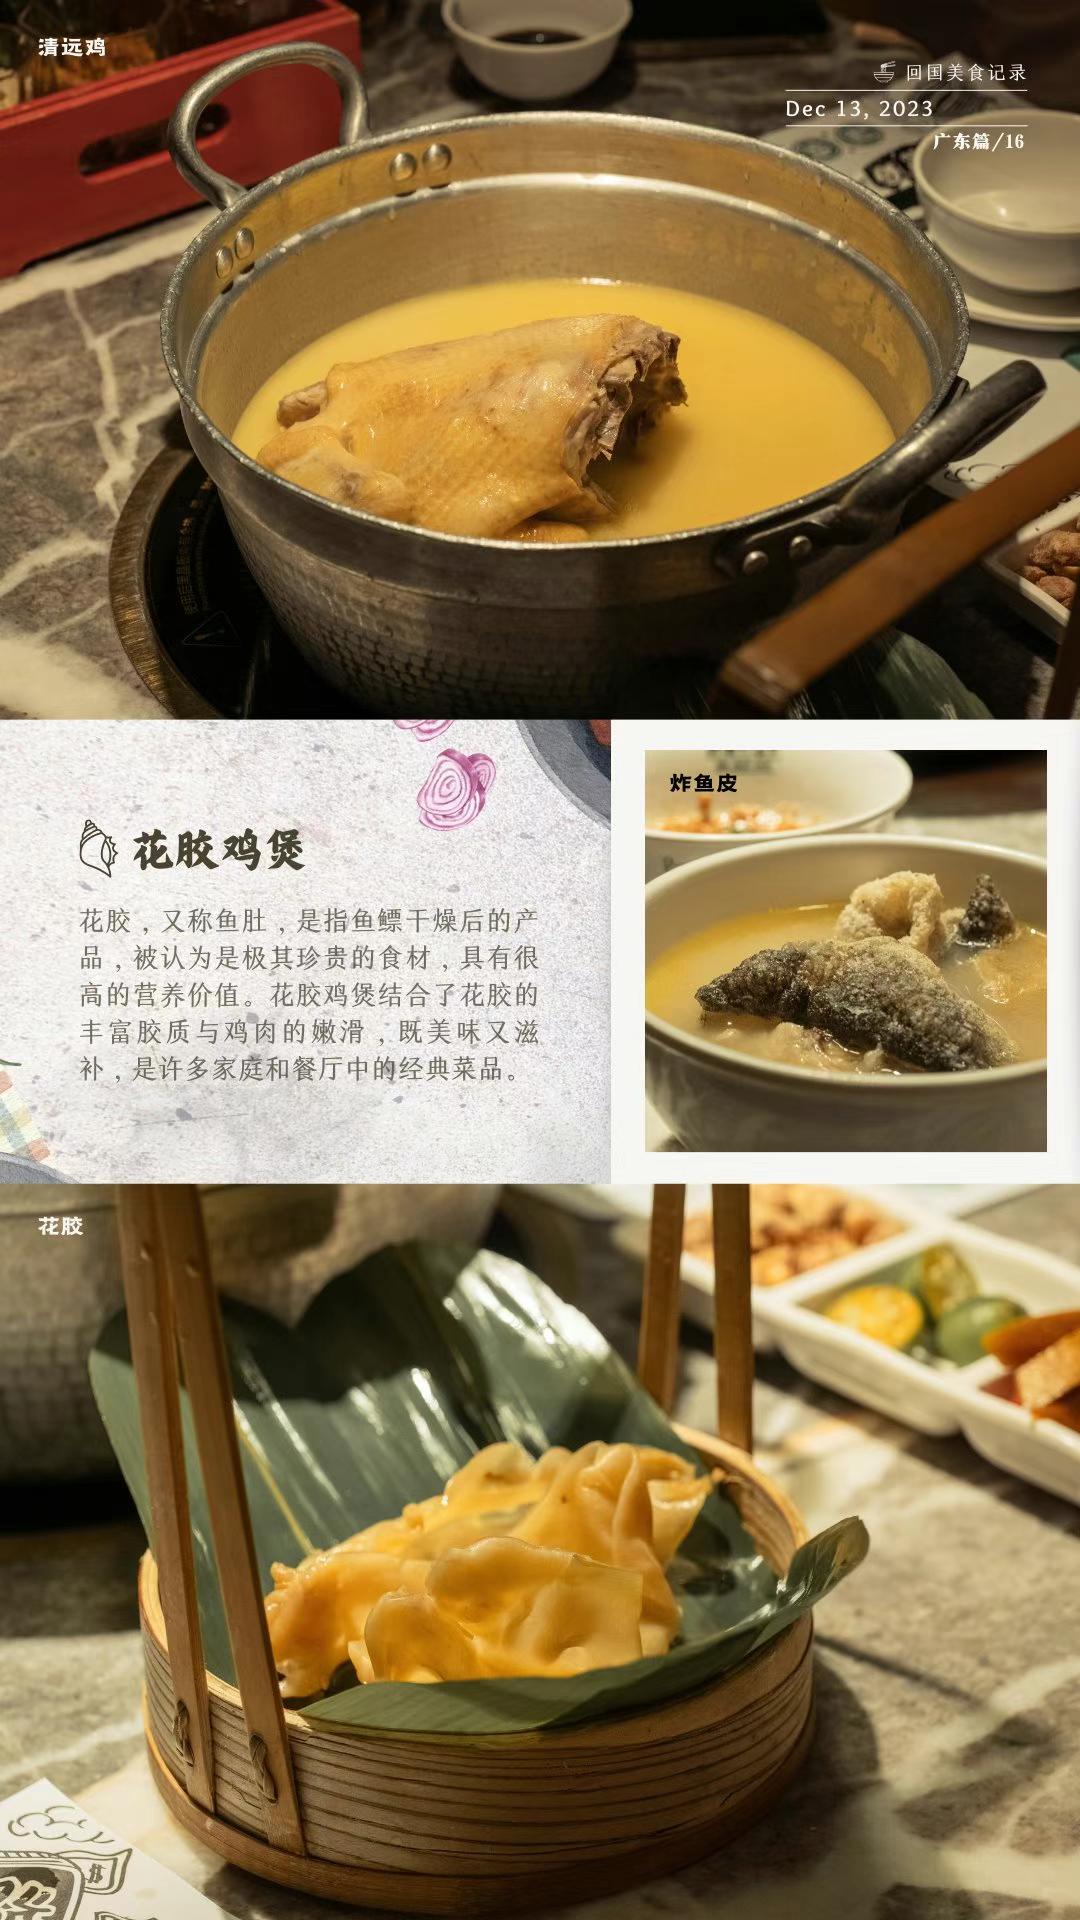 清远鸡
回国美食记录
Dec 13, 2023
广东篇/16
花胶鸡煲
花胶，又称鱼肚，是指鱼鳔干燥后的产
品，被认为是极其珍贵的食材，具有很
高的营养价值。花胶鸡煲结合了花胶的
丰富胶质与鸡肉的嫩滑，既美味又滋
补，是许多家庭和餐厅中的经典菜品。
炸鱼皮
花胶